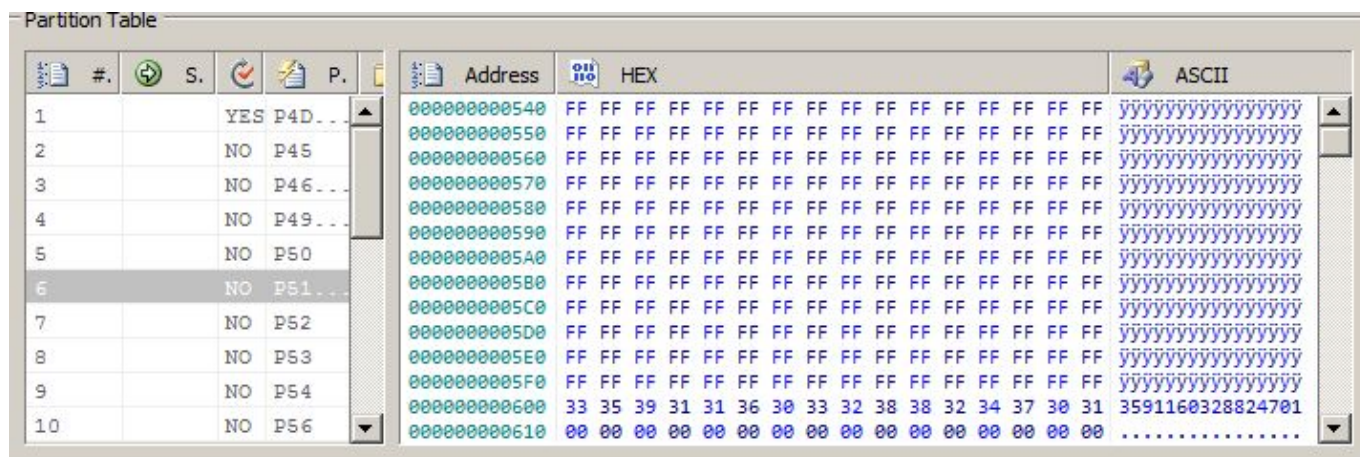 Partition Table
#. S. P.
1 YES P4D...
2 NO P45
3 NO P46...
4 NO P49...
5 NO P50
6 NO P51...
7 NO P52
8 NO P53
9 NO P54
10 NO P56
Address HEX ASCII
000000000540 FF FF FF FF FF FF FF FF FF FF FF FF FF FF FF FF ÿÿÿÿÿÿÿÿÿÿÿÿÿÿÿÿ
000000000550 FF FF FF FF FF FF FF FF FF FF FF FF FF FF FF FF ÿÿÿÿÿÿÿÿÿÿÿÿÿÿÿÿ
000000000560 FF FF FF FF FF FF FF FF FF FF FF FF FF FF FF FF ÿÿÿÿÿÿÿÿÿÿÿÿÿÿÿÿ
000000000570 FF FF FF FF FF FF FF FF FF FF FF FF FF FF FF FF ÿÿÿÿÿÿÿÿÿÿÿÿÿÿÿÿ
000000000580 FF FF FF FF FF FF FF FF FF FF FF FF FF FF FF FF ÿÿÿÿÿÿÿÿÿÿÿÿÿÿÿÿ
000000000590 FF FF FF FF FF FF FF FF FF FF FF FF FF FF FF FF ÿÿÿÿÿÿÿÿÿÿÿÿÿÿÿÿ
0000000005A0 FF FF FF FF FF FF FF FF FF FF FF FF FF FF FF FF ÿÿÿÿÿÿÿÿÿÿÿÿÿÿÿÿ
0000000005B0 FF FF FF FF FF FF FF FF FF FF FF FF FF FF FF FF ÿÿÿÿÿÿÿÿÿÿÿÿÿÿÿÿ
0000000005C0 FF FF FF FF FF FF FF FF FF FF FF FF FF FF FF FF ÿÿÿÿÿÿÿÿÿÿÿÿÿÿÿÿ
0000000005D0 FF FF FF FF FF FF FF FF FF FF FF FF FF FF FF FF ÿÿÿÿÿÿÿÿÿÿÿÿÿÿÿÿ
0000000005E0 FF FF FF FF FF FF FF FF FF FF FF FF FF FF FF FF ÿÿÿÿÿÿÿÿÿÿÿÿÿÿÿÿ
0000000005F0 FF FF FF FF FF FF FF FF FF FF FF FF FF FF FF FF ÿÿÿÿÿÿÿÿÿÿÿÿÿÿÿÿ
000000000600 33 35 39 31 31 36 30 33 32 38 38 32 34 37 30 31 3591160328824701
000000000610 00 00 00 00 00 00 00 00 00 00 00 00 00 00 00 00 ................